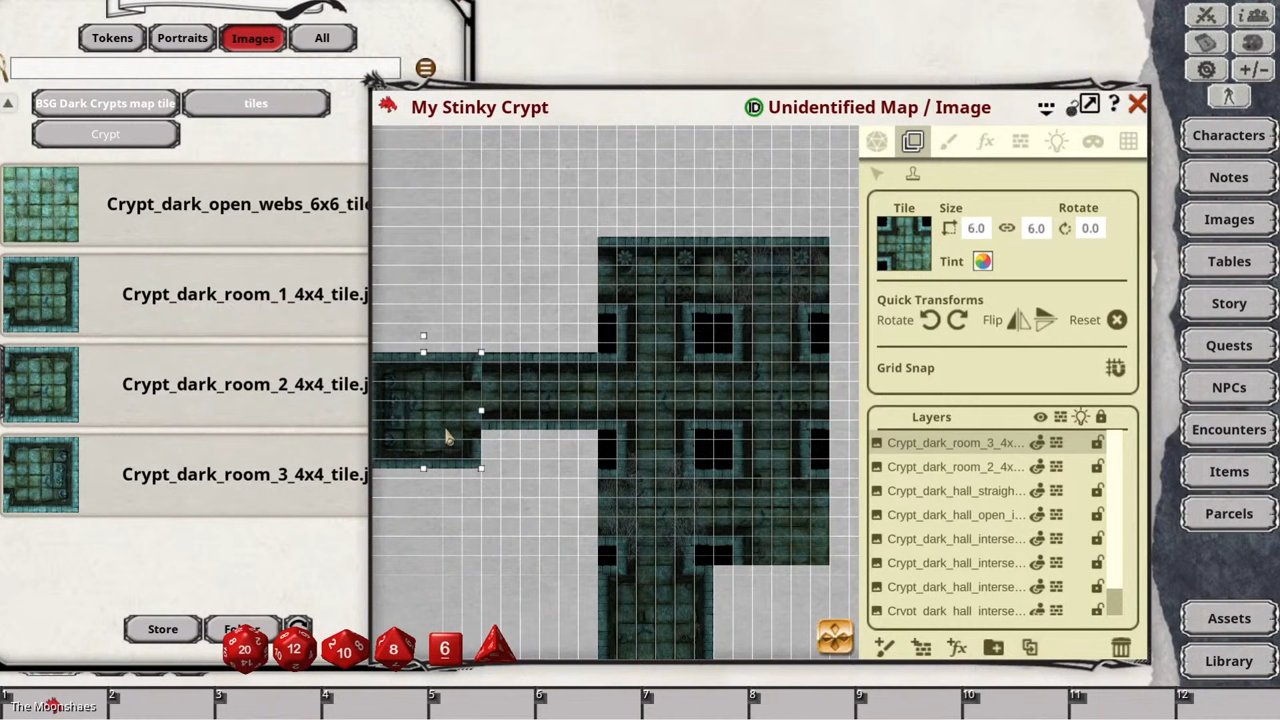 Tokens
Portraits
Images
All
BSG Dark Crypts map tile
tiles
Crypt
Crypt_dark_open_webs_6x6_tile
Crypt_dark_room_1_4x4_tile.j
Crypt_dark_room_2_4x4_tile.j
Crypt_dark_room_3_4x4_tile.j
Store
My Stinky Crypt
ID Unidentified Map / Image
?
Tile
Size
Rotate
6.0
6.0
0.0
Tint
Quick Transforms
Rotate
Flip
Reset
Grid Snap
Layers
Crypt_dark_room_3_4x...
Crypt_dark_room_2_4x...
Crypt_dark_hall_straigh...
Crypt_dark_hall_open_i...
Crypt_dark_hall_interse...
Crypt_dark_hall_interse...
Crypt_dark_hall_interse...
Crypt_dark_hall_interse...
fx
fx
+/-
Characters
Notes
Images
Tables
Story
Quests
NPCs
Encounters
Items
Parcels
Assets
Library
20
12
10
8
6
1 2 3 4 5 6 7 8 9 10 11 12
The Moonshaes